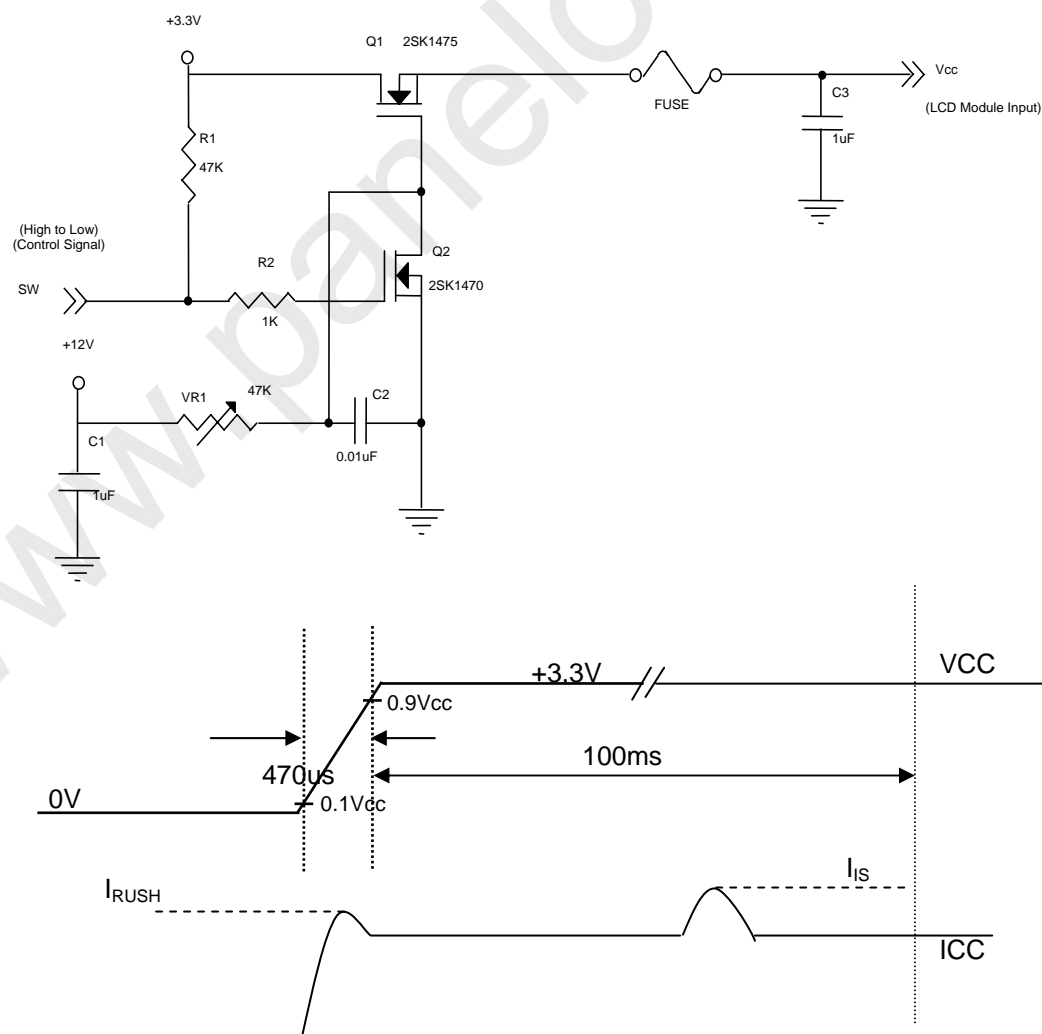 +3.3V
Q1 2SK1475
Vcc
C3
FUSE
(LCD Module Input)
R1
1uF
47K
(High to Low)
(Control Signal)
Q2
R2
SW
2SK1470
1K
+12V
VR1 47K C2
C1
0.01uF
1uF
+3.3V VCC
0.9Vcc
470us 100ms
0V 0.1Vcc
IRUSH IIS
ICC
www.panelo